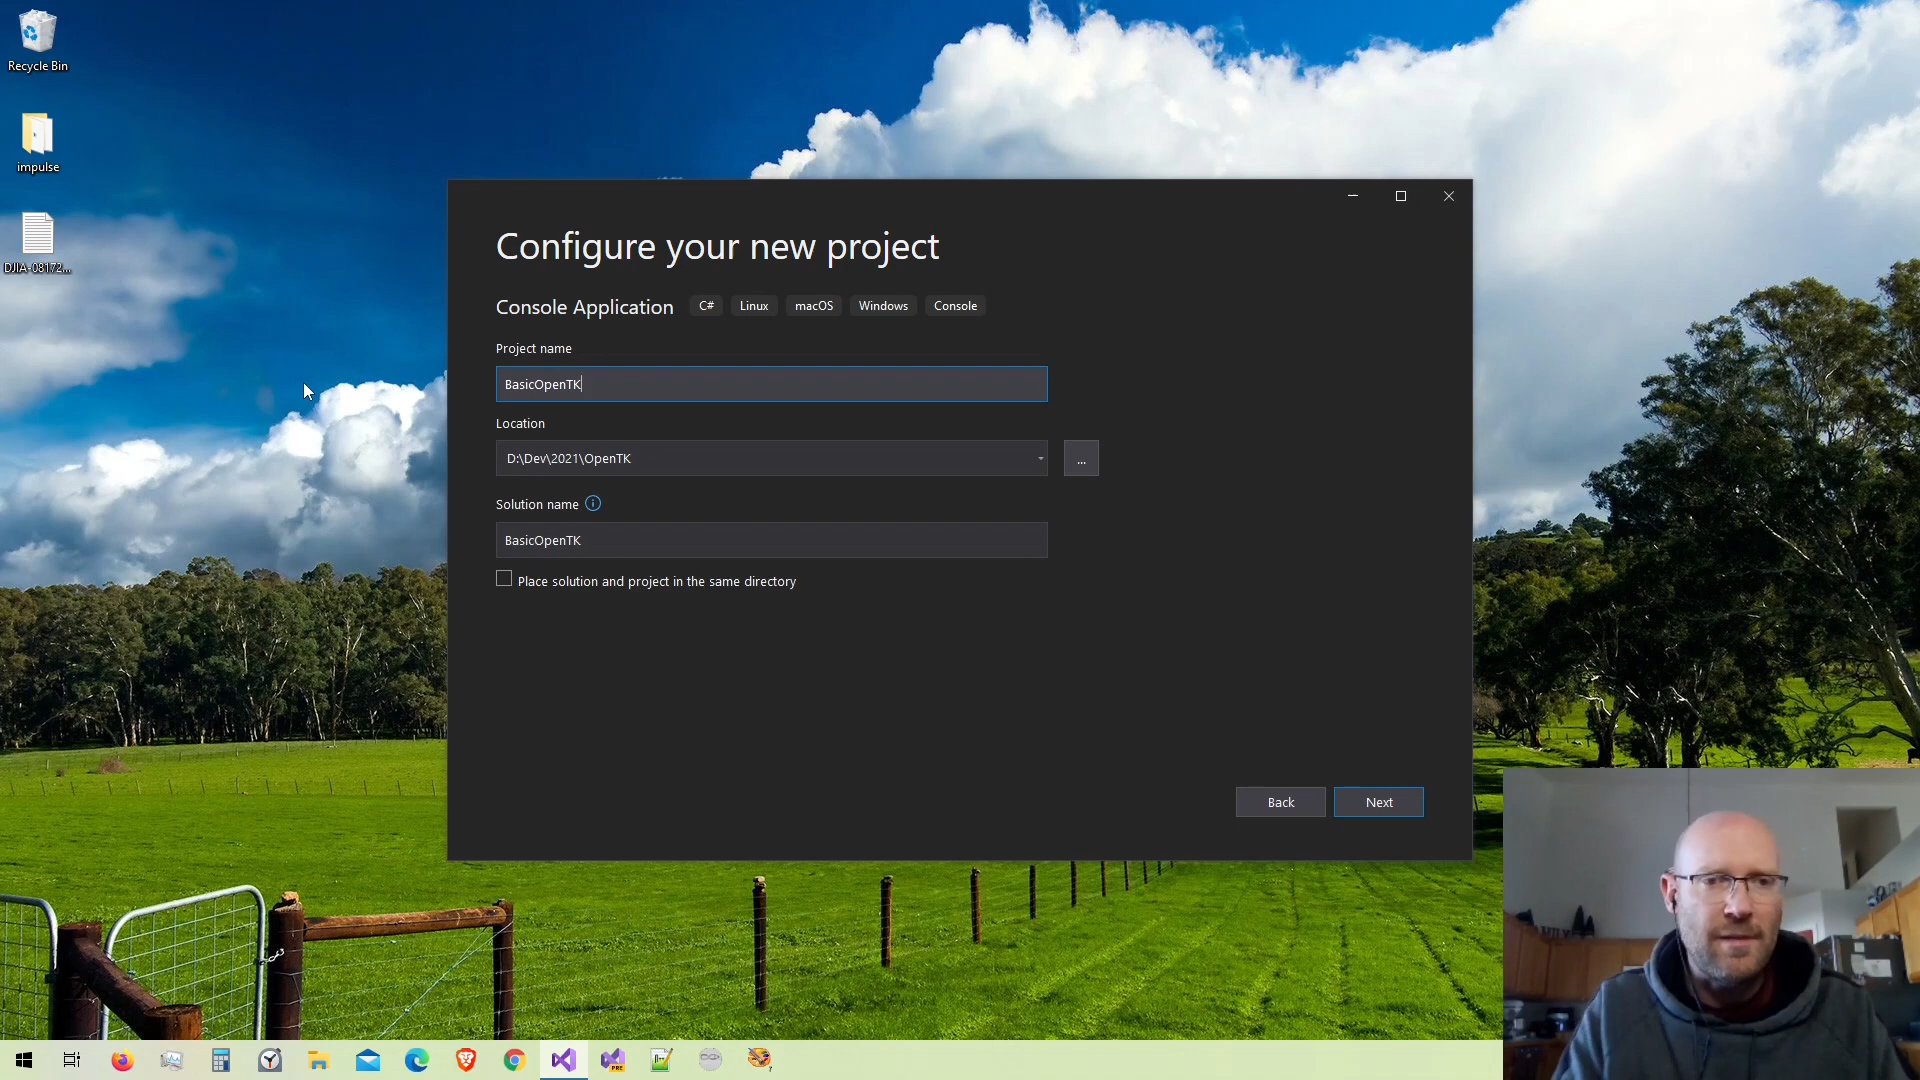 Recycle Bin
impulse
DJIA-08172...
Configure your new project
Console Application C# Linux macOS Windows Console
Project name
BasicOpenTK
Location
D:\Dev\2021\OpenTK
...
Solution name
BasicOpenTK
Place solution and project in the same directory
Back Next
PRE